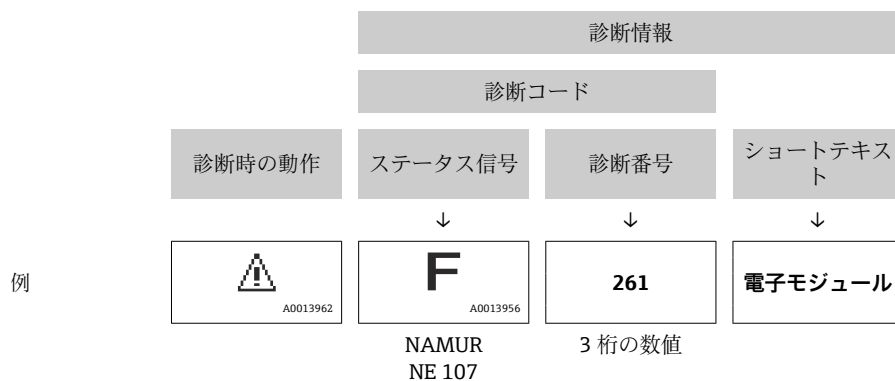 診断情報
診断コード
診断時の動作
ステータス信号
診断番号
ショートテキス
ト
↓
↓
↓
例
A0013962
F
A0013956
261
電子モジュール
NAMUR
NE 107
3 桁の数値